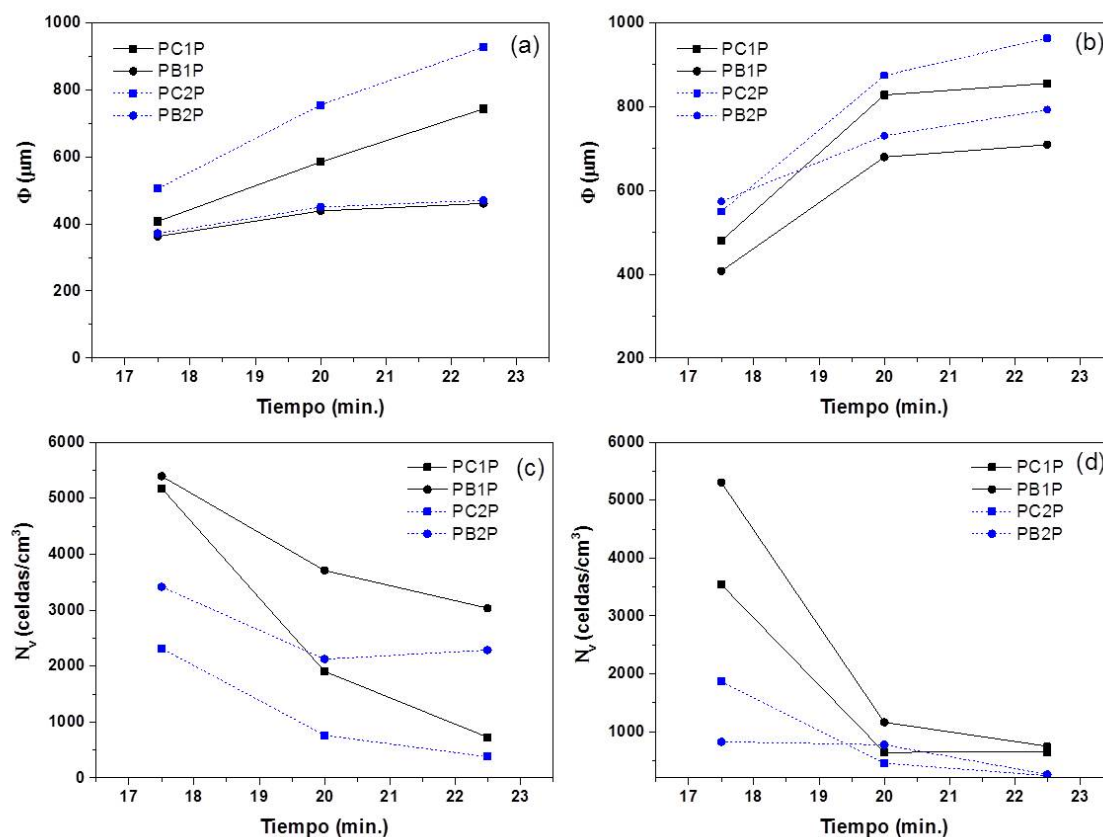 (a)
PC1P
PB1P
PC2P
PB2P
Φ (µm)
1000
800
600
400
200
0
17 18 19 20 21 22 23
Tiempo (min.)
(b)
PC1P
PB1P
PC2P
PB2P
Φ (µm)
1000
800
600
400
200
17 18 19 20 21 22 23
Tiempo (min.)
(c)
PC1P
PB1P
PC2P
PB2P
Nv (celdas/cm³)
6000
5000
4000
3000
2000
1000
0
17 18 19 20 21 22 23
Tiempo (min.)
(d)
PC1P
PB1P
PC2P
PB2P
Nv (celdas/cm³)
6000
5000
4000
3000
2000
1000
17 18 19 20 21 22 23
Tiempo (min.)